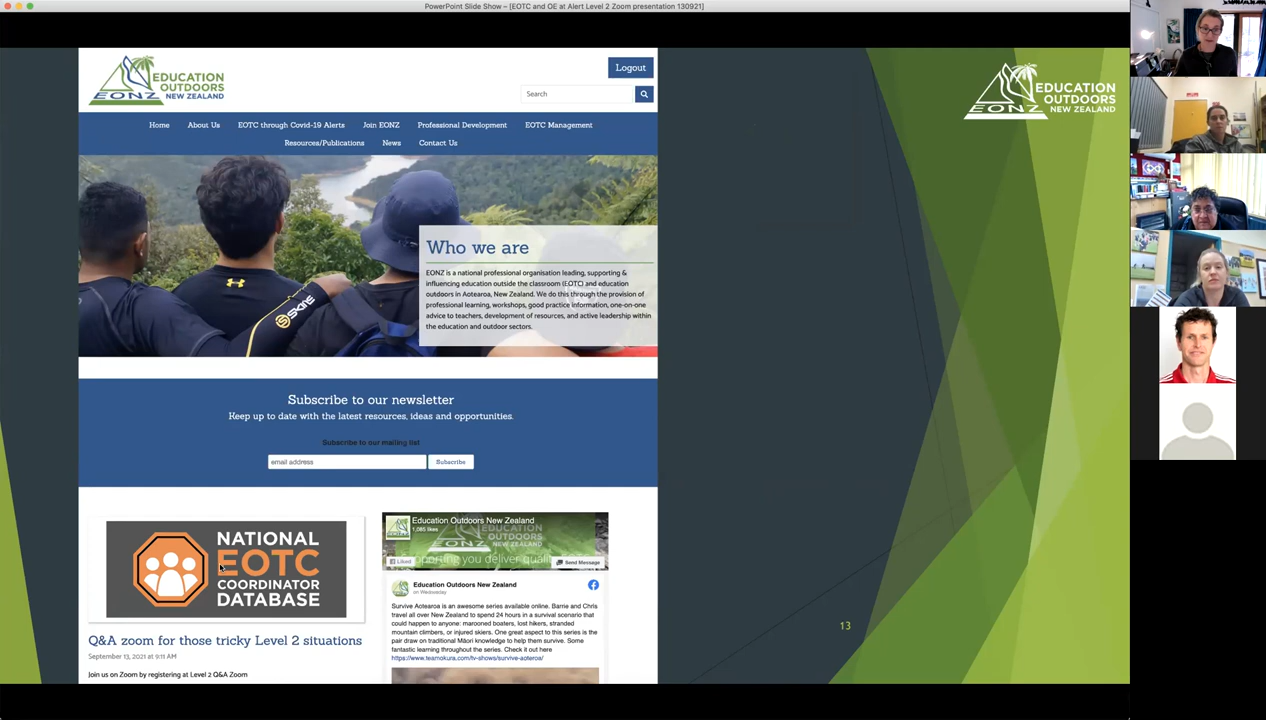 PowerPoint Slide Show – [EOTC and OE at Alert Level 2 Zoom presentation 130921]
EDUCATION
OUTDOORS
NEW ZEALAND
EONZ
Logout
Search
Home About Us EOTC through Covid-19 Alerts Join EONZ Professional Development EOTC Management
Resources/Publications News Contact Us
Who we are
EONZ is a national professional organisation leading, supporting &
influencing education outside the classroom (EOTC) and education
outdoors in Aotearoa, New Zealand. We do this through the provision of
professional learning, workshops, good practice information, one-on-one
advice to teachers, development of resources, and active leadership within
the education and outdoor sectors.
SKINS
Subscribe to our newsletter
Keep up to date with the latest resources, ideas and opportunities.
Subscribe to our mailing list
email address Subscribe
NATIONAL
EOTC
COORDINATOR
DATABASE
Q&A zoom for those tricky Level 2 situations
September 13, 2021 at 9:11 AM
Join us on Zoom by registering at Level 2 Q&A Zoom
Education Outdoors New Zealand
1,085 likes
Liked Send Message
Education Outdoors New Zealand
on Wednesday
Survive Aotearoa is an awesome series available online. Barrie and Chris
travel all over New Zealand to spend 24 hours in a survival scenario that
could happen to anyone: marooned boaters, lost hikers, stranded
mountain climbers, or injured skiers. One great aspect to this series is the
pair draw on traditional Māori knowledge to help them survive. Some
fantastic learning throughout the series. Check it out here
https://www.teamokura.com/tv-shows/survive-aoteroa/
EDUCATION
OUTDOORS
NEW ZEALAND
EONZ
13